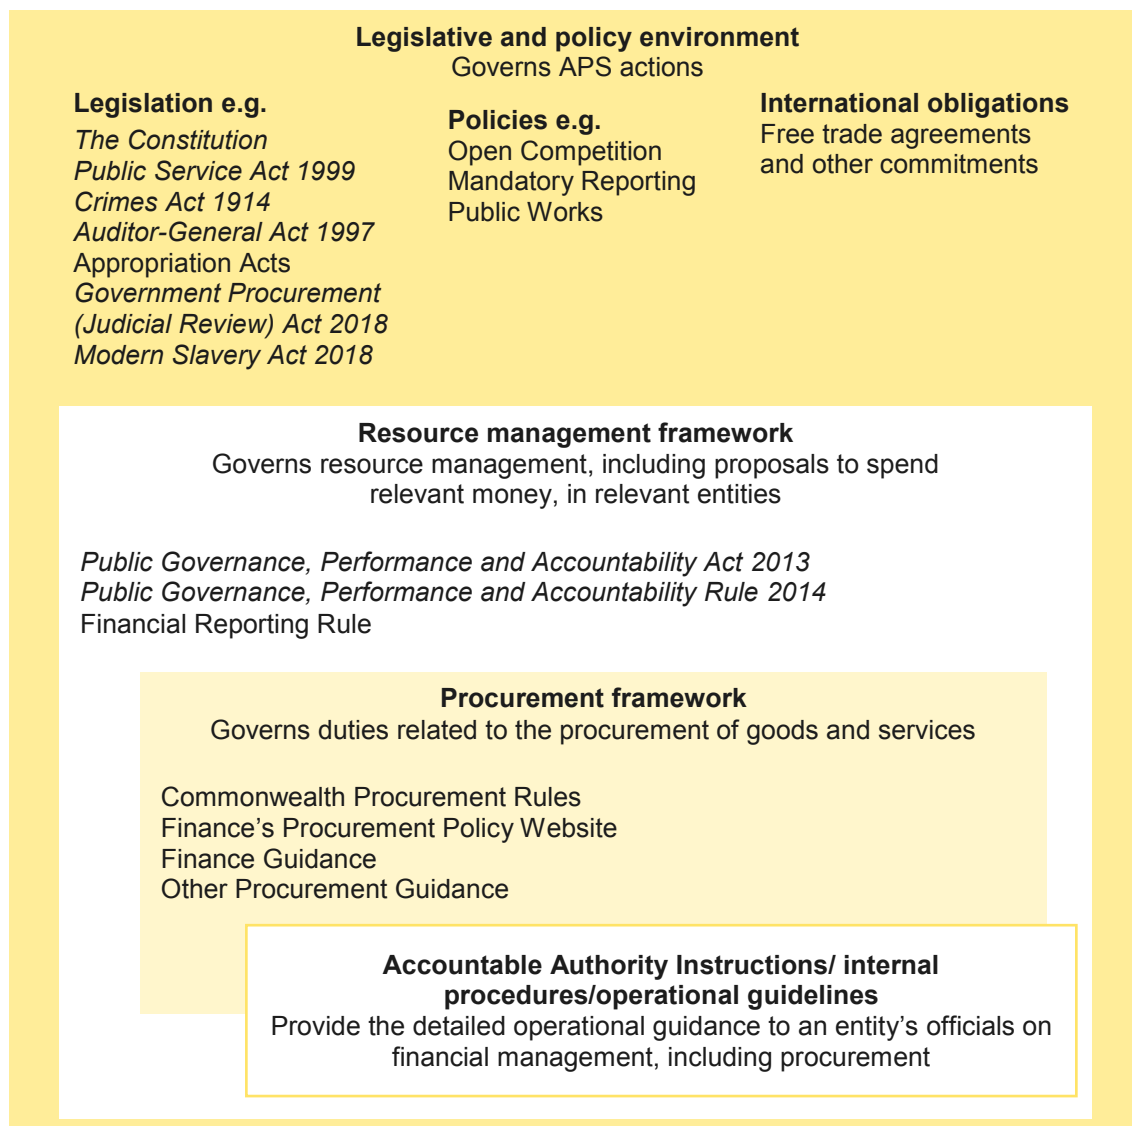 Legislative and policy environment
Governs APS actions
Legislation e.g.
The Constitution
Public Service Act 1999
Crimes Act 1914
Auditor-General Act 1997
Appropriation Acts
Government Procurement
(Judicial Review) Act 2018
Modern Slavery Act 2018
Policies e.g.
Open Competition
Mandatory Reporting
Public Works
International obligations
Free trade agreements
and other commitments
Resource management framework
Governs resource management, including proposals to spend
relevant money, in relevant entities
Public Governance, Performance and Accountability Act 2013
Public Governance, Performance and Accountability Rule 2014
Financial Reporting Rule
Procurement framework
Governs duties related to the procurement of goods and services
Commonwealth Procurement Rules
Finance’s Procurement Policy Website
Finance Guidance
Other Procurement Guidance
Accountable Authority Instructions/ internal
procedures/operational guidelines
Provide the detailed operational guidance to an entity’s officials on
financial management, including procurement